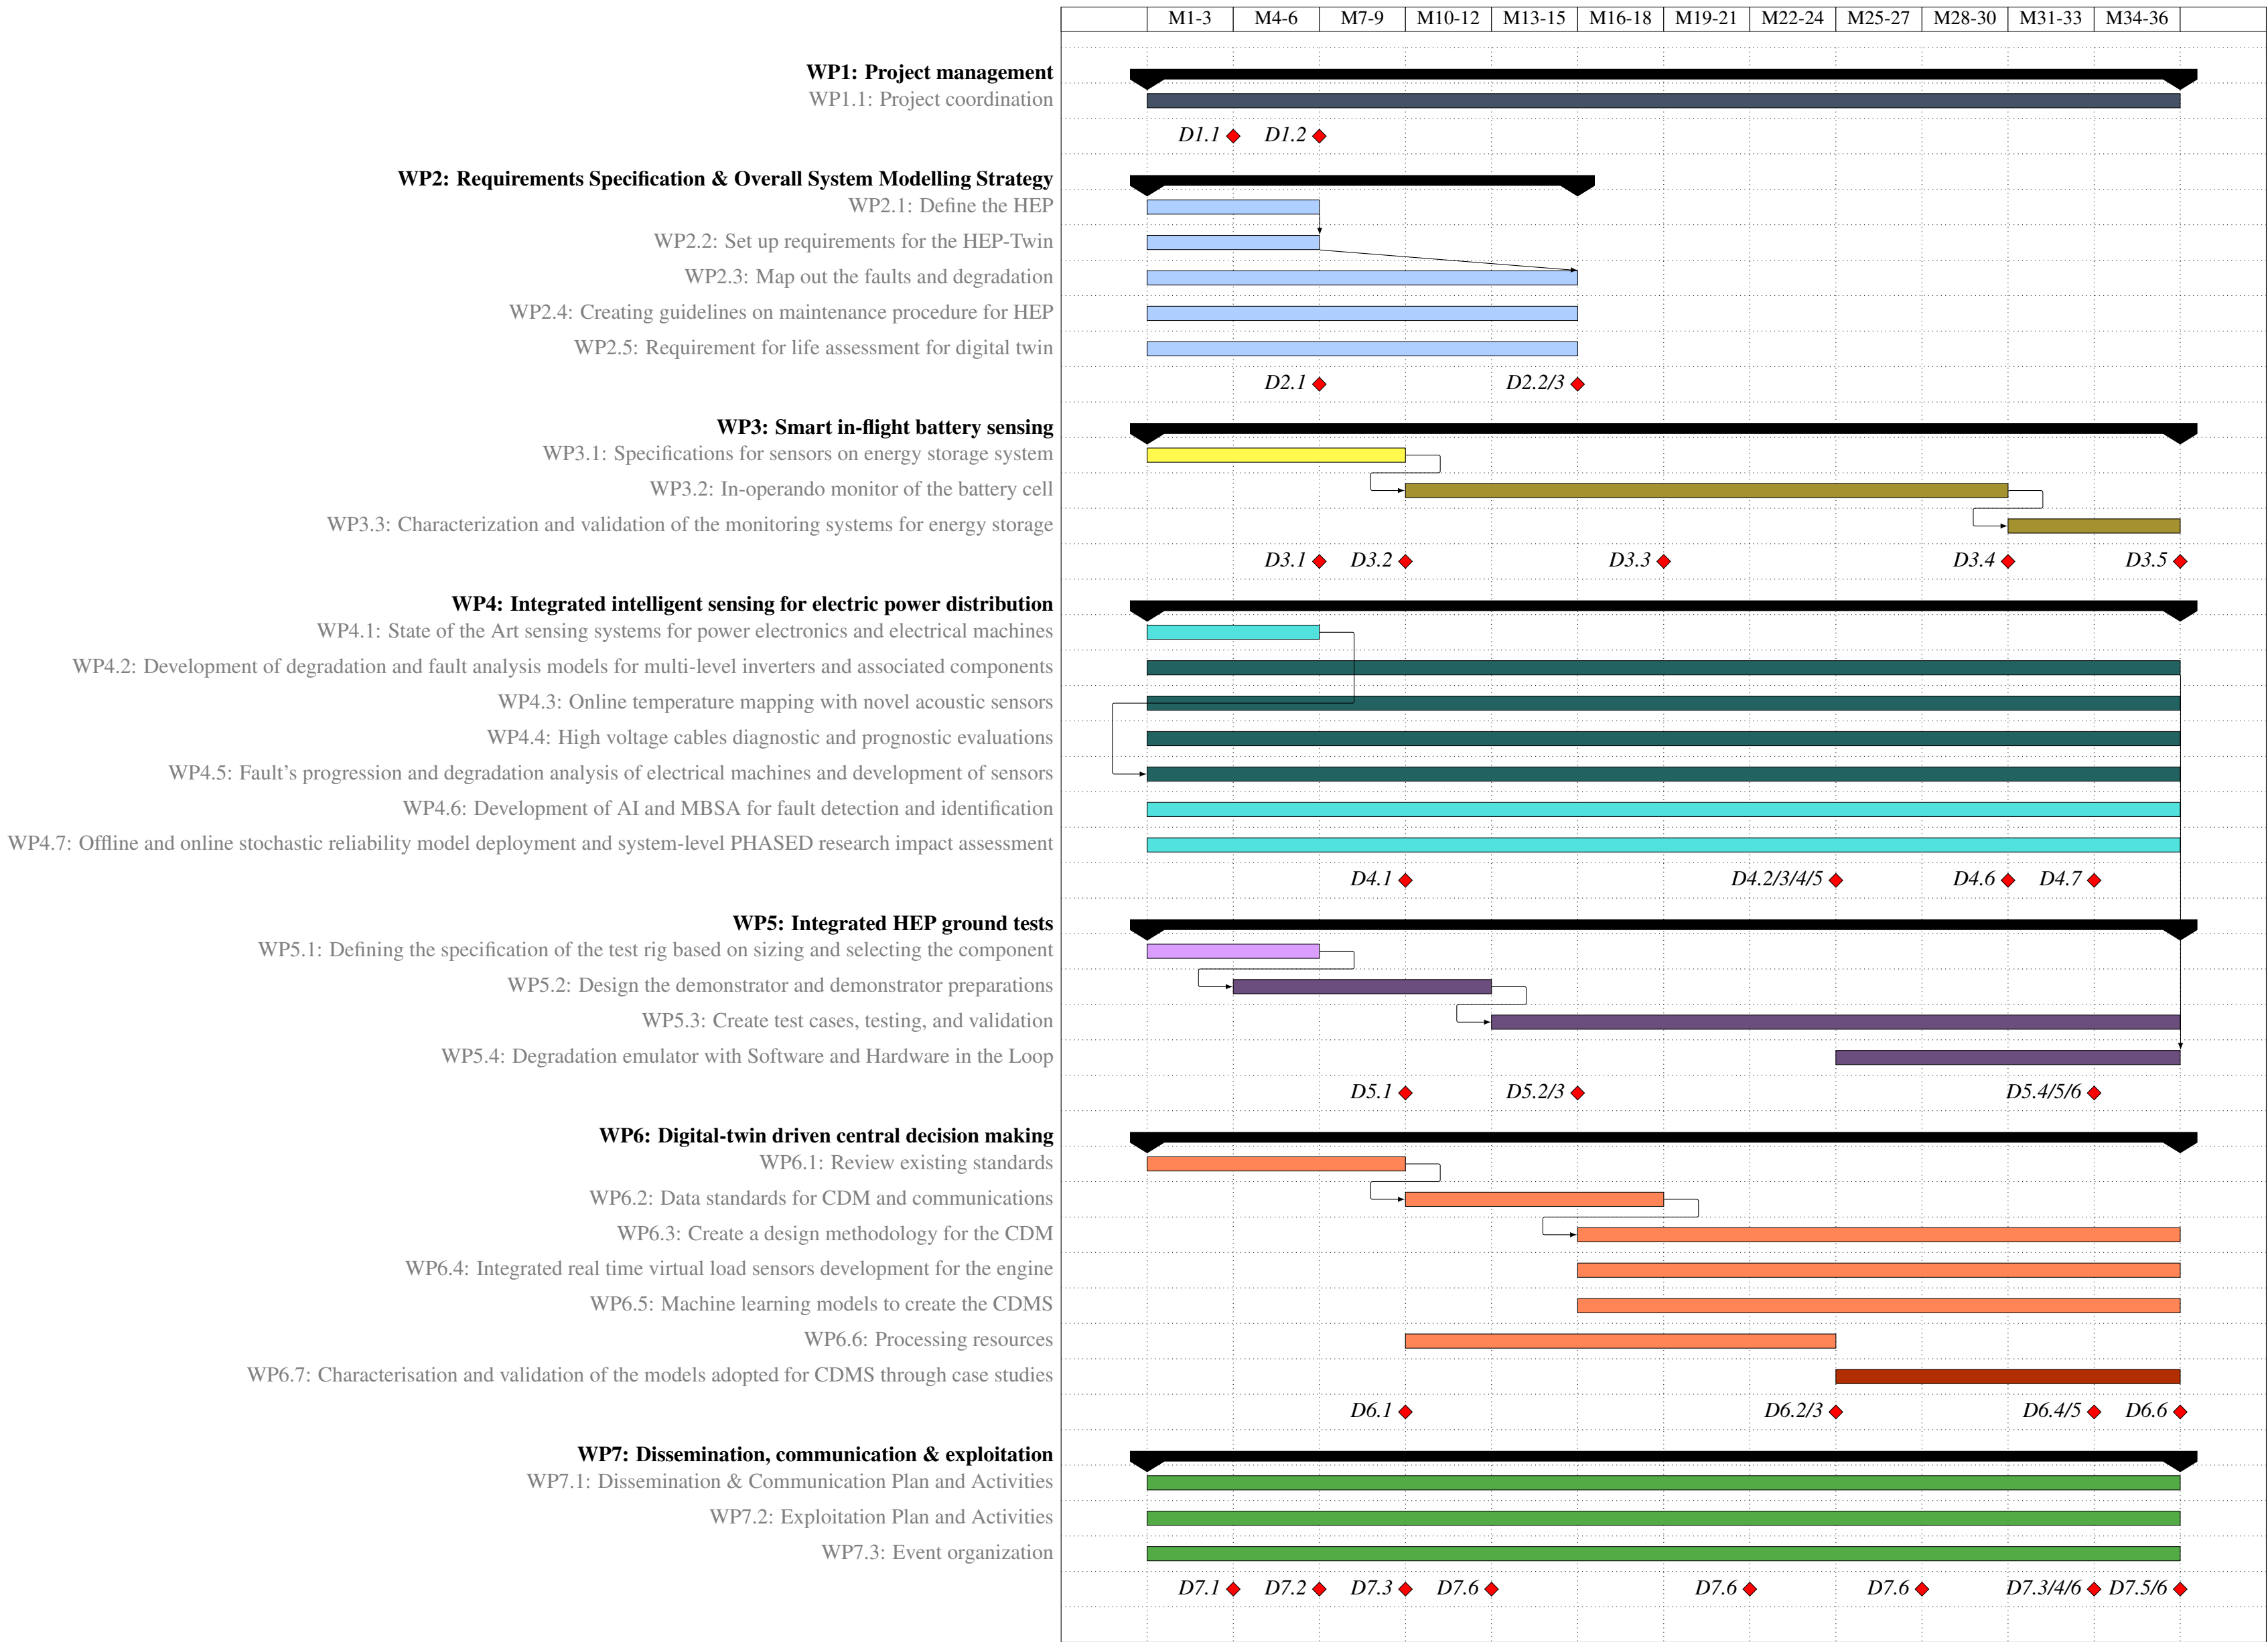 M1-3 M4-6 M7-9 M10-12 M13-15 M16-18 M19-21 M22-24 M25-27 M28-30 M31-33 M34-36
WP1: Project management
WP1.1: Project coordination
D1.1 D1.2
WP2: Requirements Specification & Overall System Modelling Strategy
WP2.1: Define the HEP
WP2.2: Set up requirements for the HEP-Twin
WP2.3: Map out the faults and degradation
WP2.4: Creating guidelines on maintenance procedure for HEP
WP2.5: Requirement for life assessment for digital twin
D2.1 D2.2/3
WP3: Smart in-flight battery sensing
WP3.1: Specifications for sensors on energy storage system
WP3.2: In-operando monitor of the battery cell
WP3.3: Characterization and validation of the monitoring systems for energy storage
D3.1 D3.2 D3.3 D3.4 D3.5
WP4: Integrated intelligent sensing for electric power distribution
WP4.1: State of the Art sensing systems for power electronics and electrical machines
WP4.2: Development of degradation and fault analysis models for multi-level inverters and associated components
WP4.3: Online temperature mapping with novel acoustic sensors
WP4.4: High voltage cables diagnostic and prognostic evaluations
WP4.5: Fault's progression and degradation analysis of electrical machines and development of sensors
WP4.6: Development of AI and MBSA for fault detection and identification
WP4.7: Offline and online stochastic reliability model deployment and system-level PHASED research impact assessment
D4.1 D4.2/3/4/5 D4.6 D4.7
WP5: Integrated HEP ground tests
WP5.1: Defining the specification of the test rig based on sizing and selecting the component
WP5.2: Design the demonstrator and demonstrator preparations
WP5.3: Create test cases, testing, and validation
WP5.4: Degradation emulator with Software and Hardware in the Loop
D5.1 D5.2/3 D5.4/5/6
WP6: Digital-twin driven central decision making
WP6.1: Review existing standards
WP6.2: Data standards for CDM and communications
WP6.3: Create a design methodology for the CDM
WP6.4: Integrated real time virtual load sensors development for the engine
WP6.5: Machine learning models to create the CDMS
WP6.6: Processing resources
WP6.7: Characterisation and validation of the models adopted for CDMS through case studies
D6.1 D6.2/3 D6.4/5 D6.6
WP7: Dissemination, communication & exploitation
WP7.1: Dissemination & Communication Plan and Activities
WP7.2: Exploitation Plan and Activities
WP7.3: Event organization
D7.1 D7.2 D7.3 D7.6 D7.6 D7.6 D7.3/4/6 D7.5/6